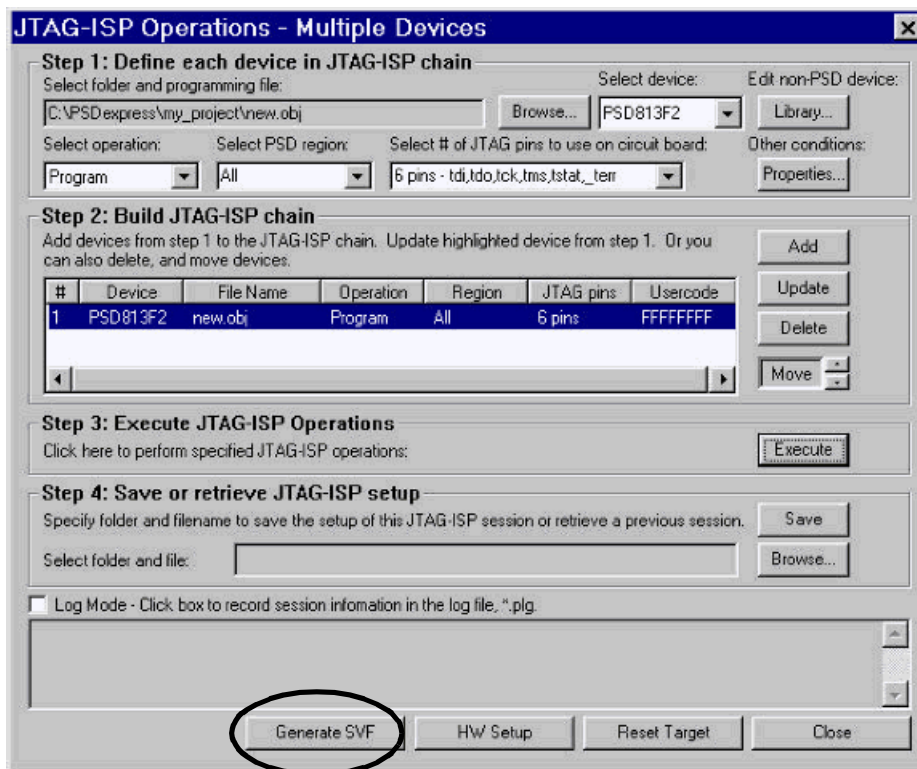 JTAG-ISP Operations - Multiple Devices
Step 1: Define each device in JTAG-ISP chain
Select folder and programming file: Select device: Edit non-PSD device:
C:\PSDexpress\my_project\new.obj Browse... PSD813F2 Library...
Select operation: Select PSD region: Select # of JTAG pins to use on circuit board: Other conditions:
Program All 6 pins - tdi,tdo,tck,tms,tstat,_terr Properties...
Step 2: Build JTAG-ISP chain
Add devices from step 1 to the JTAG-ISP chain. Update highlighted device from step 1. Or you
can also delete, and move devices.
Add
# Device File Name Operation Region JTAG pins Usercode
Update
1 PSD813F2 new.obj Program All 6 pins FFFFFFFF
Delete
Move
Step 3: Execute JTAG-ISP Operations
Click here to perform specified JTAG-ISP operations: Execute
Step 4: Save or retrieve JTAG-ISP setup
Specify folder and filename to save the setup of this JTAG-ISP session or retrieve a previous session. Save
Select folder and file: Browse...
Log Mode - Click box to record session infomation in the log file, *.plg.
Generate SVF HW Setup Reset Target Close